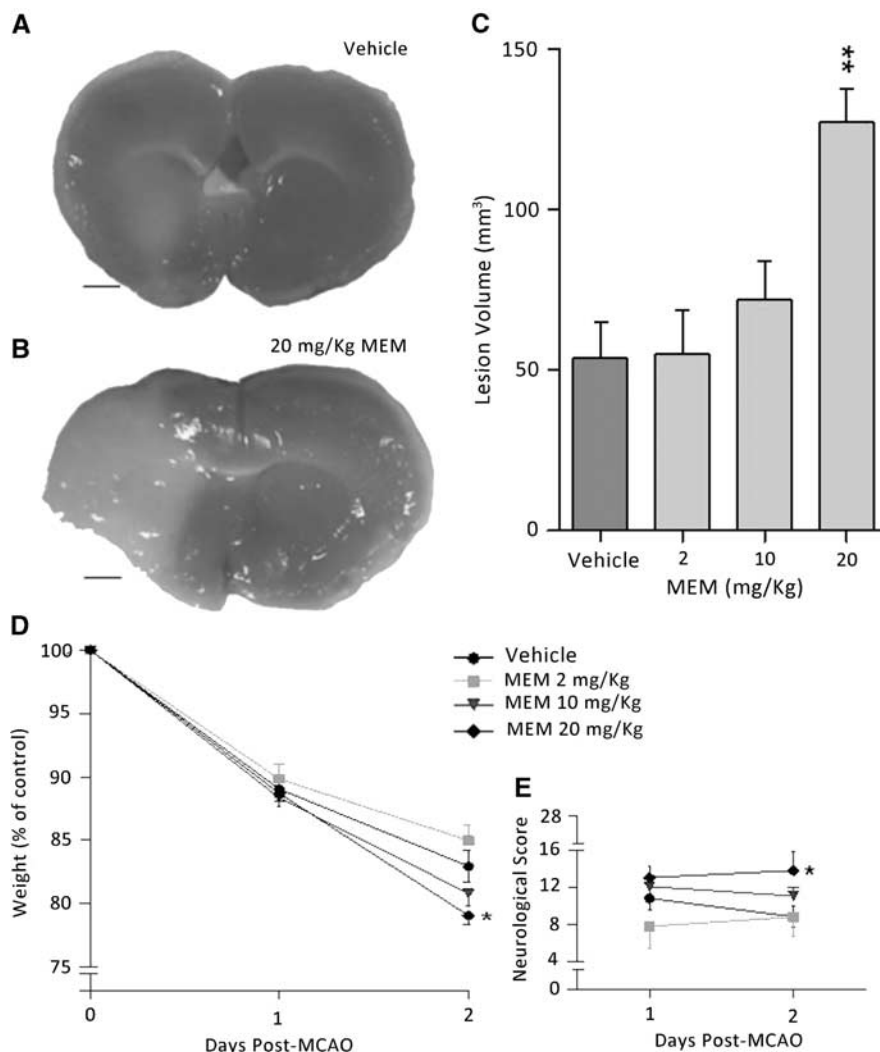 A
Vehicle
B
20 mg/Kg MEM
C
150
100
50
0
Lesion Volume (mm³)
**
Vehicle
2
10
20
MEM (mg/Kg)
D
100
95
90
85
80
75
Weight (% of control)
*
0
1
2
Days Post-MCAO
Vehicle
MEM 2 mg/Kg
MEM 10 mg/Kg
MEM 20 mg/Kg
E
28
16
12
8
4
0
Neurological Score
*
1
2
Days Post-MCAO